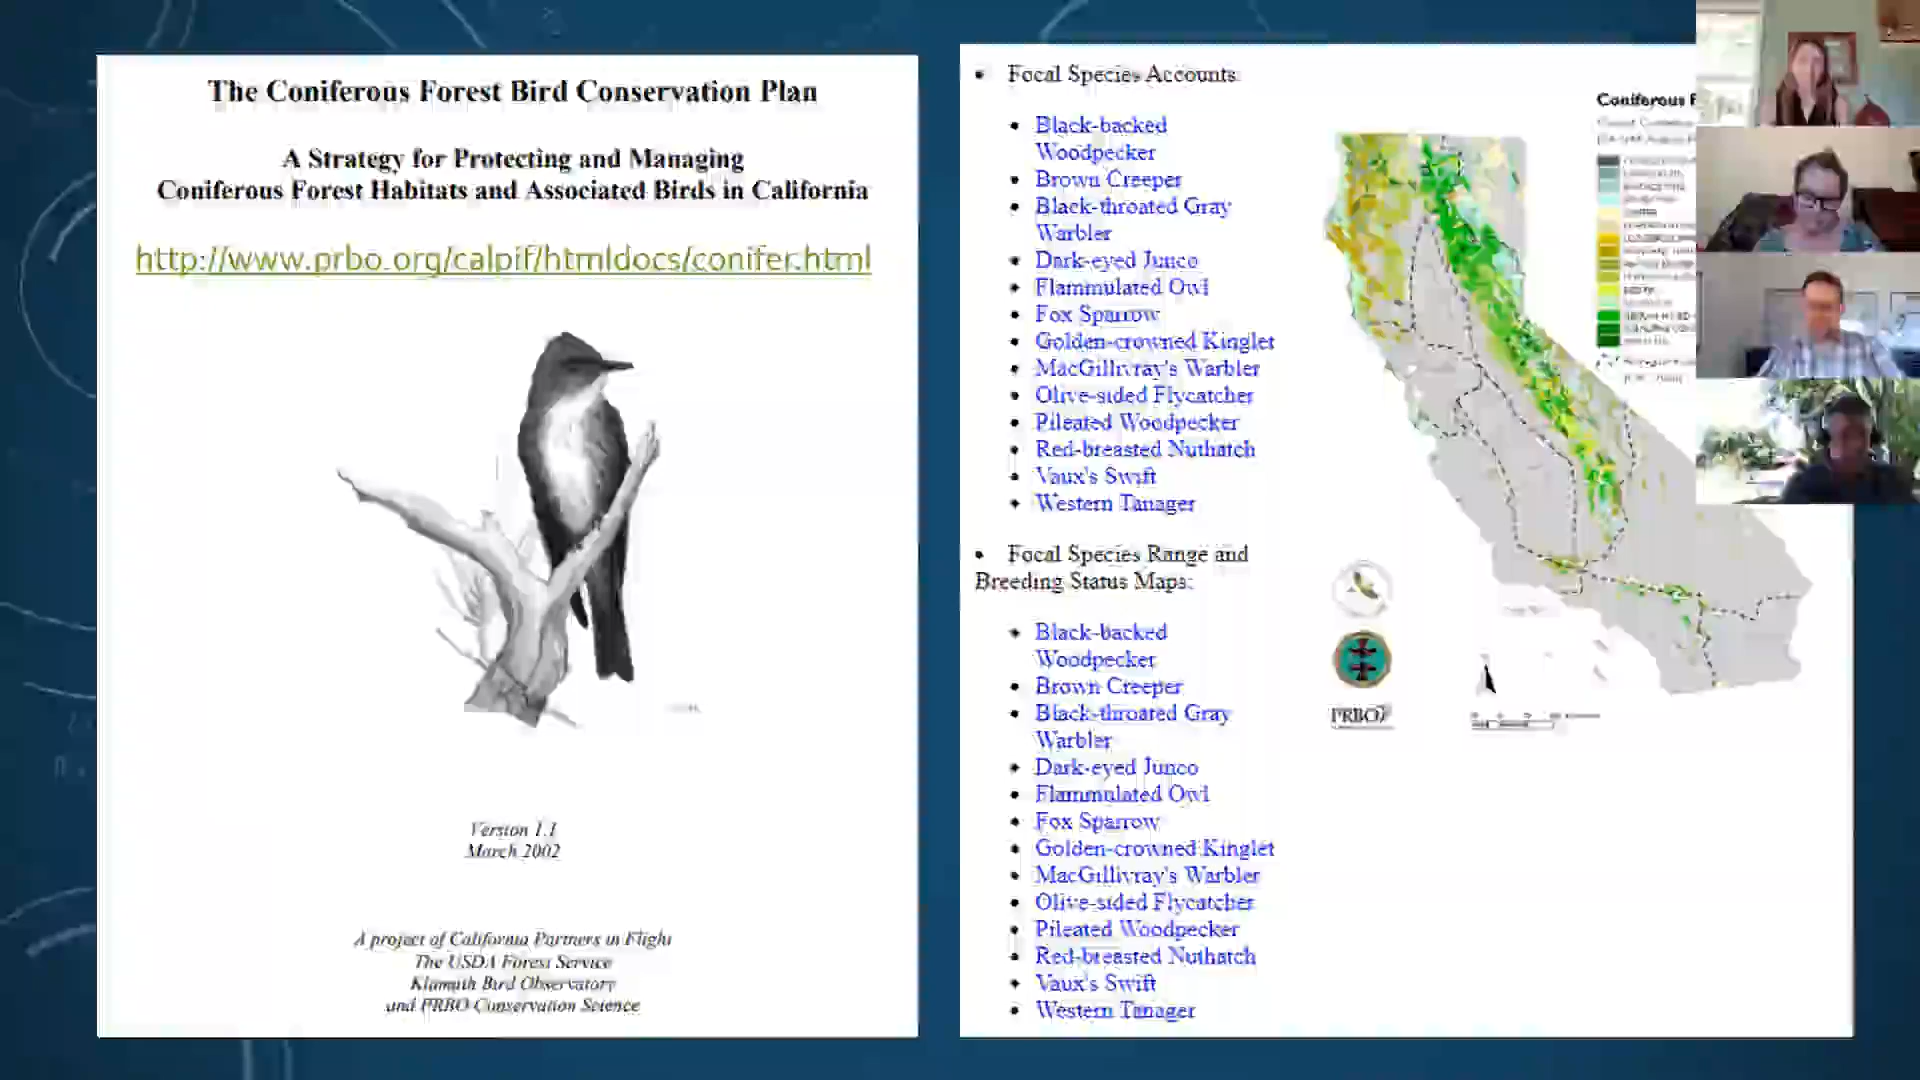 The Coniferous Forest Bird Conservation Plan
A Strategy for Protecting and Managing
Coniferous Forest Habitats and Associated Birds in California
http://www.prbo.org/calpif/htmldocs/conifer.html
Version 1.1
March 2002
A project of California Partners in Flight
The USDA Forest Service
Klamath Bird Observatory
and PRBO Conservation Science
• Focal Species Accounts
• Black-backed
Woodpecker
• Brown Creeper
• Black-throated Gray
Warbler
• Dark-eyed Junco
• Flammulated Owl
• Fox Sparrow
• Golden-crowned Kinglet
• MacGillivray's Warbler
• Olive-sided Flycatcher
• Pileated Woodpecker
• Red-breasted Nuthatch
• Vaux's Swift
• Western Tanager
• Focal Species Range and
Breeding Status Maps:
• Black-backed
Woodpecker
• Brown Creeper
• Black-throated Gray
Warbler
• Dark-eyed Junco
• Flammulated Owl
• Fox Sparrow
• Golden-crowned Kinglet
• MacGillivray's Warbler
• Olive-sided Flycatcher
• Pileated Woodpecker
• Red-breasted Nuthatch
• Vaux's Swift
• Western Tanager
Coniferous F
PRBO